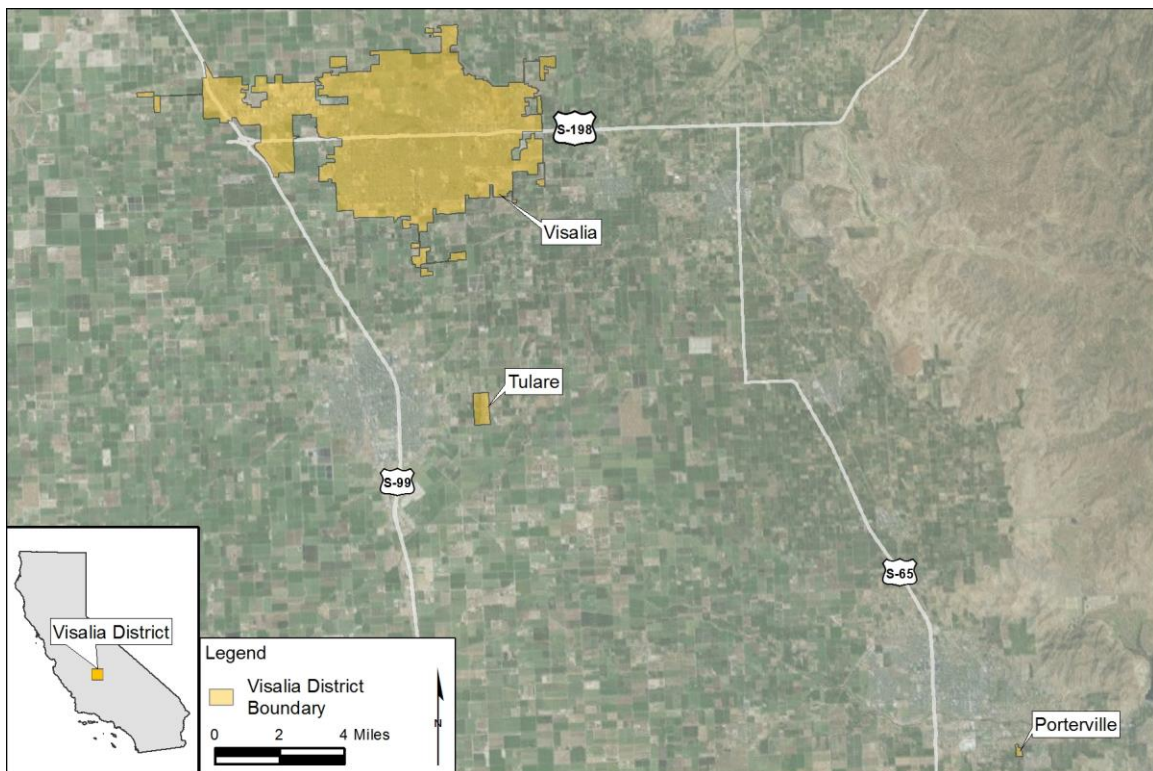 S-198
Visalia
Tulare
S-99
S-65
Porterville
Visalia District
Legend
Visalia District
Boundary
0 2 4 Miles
N